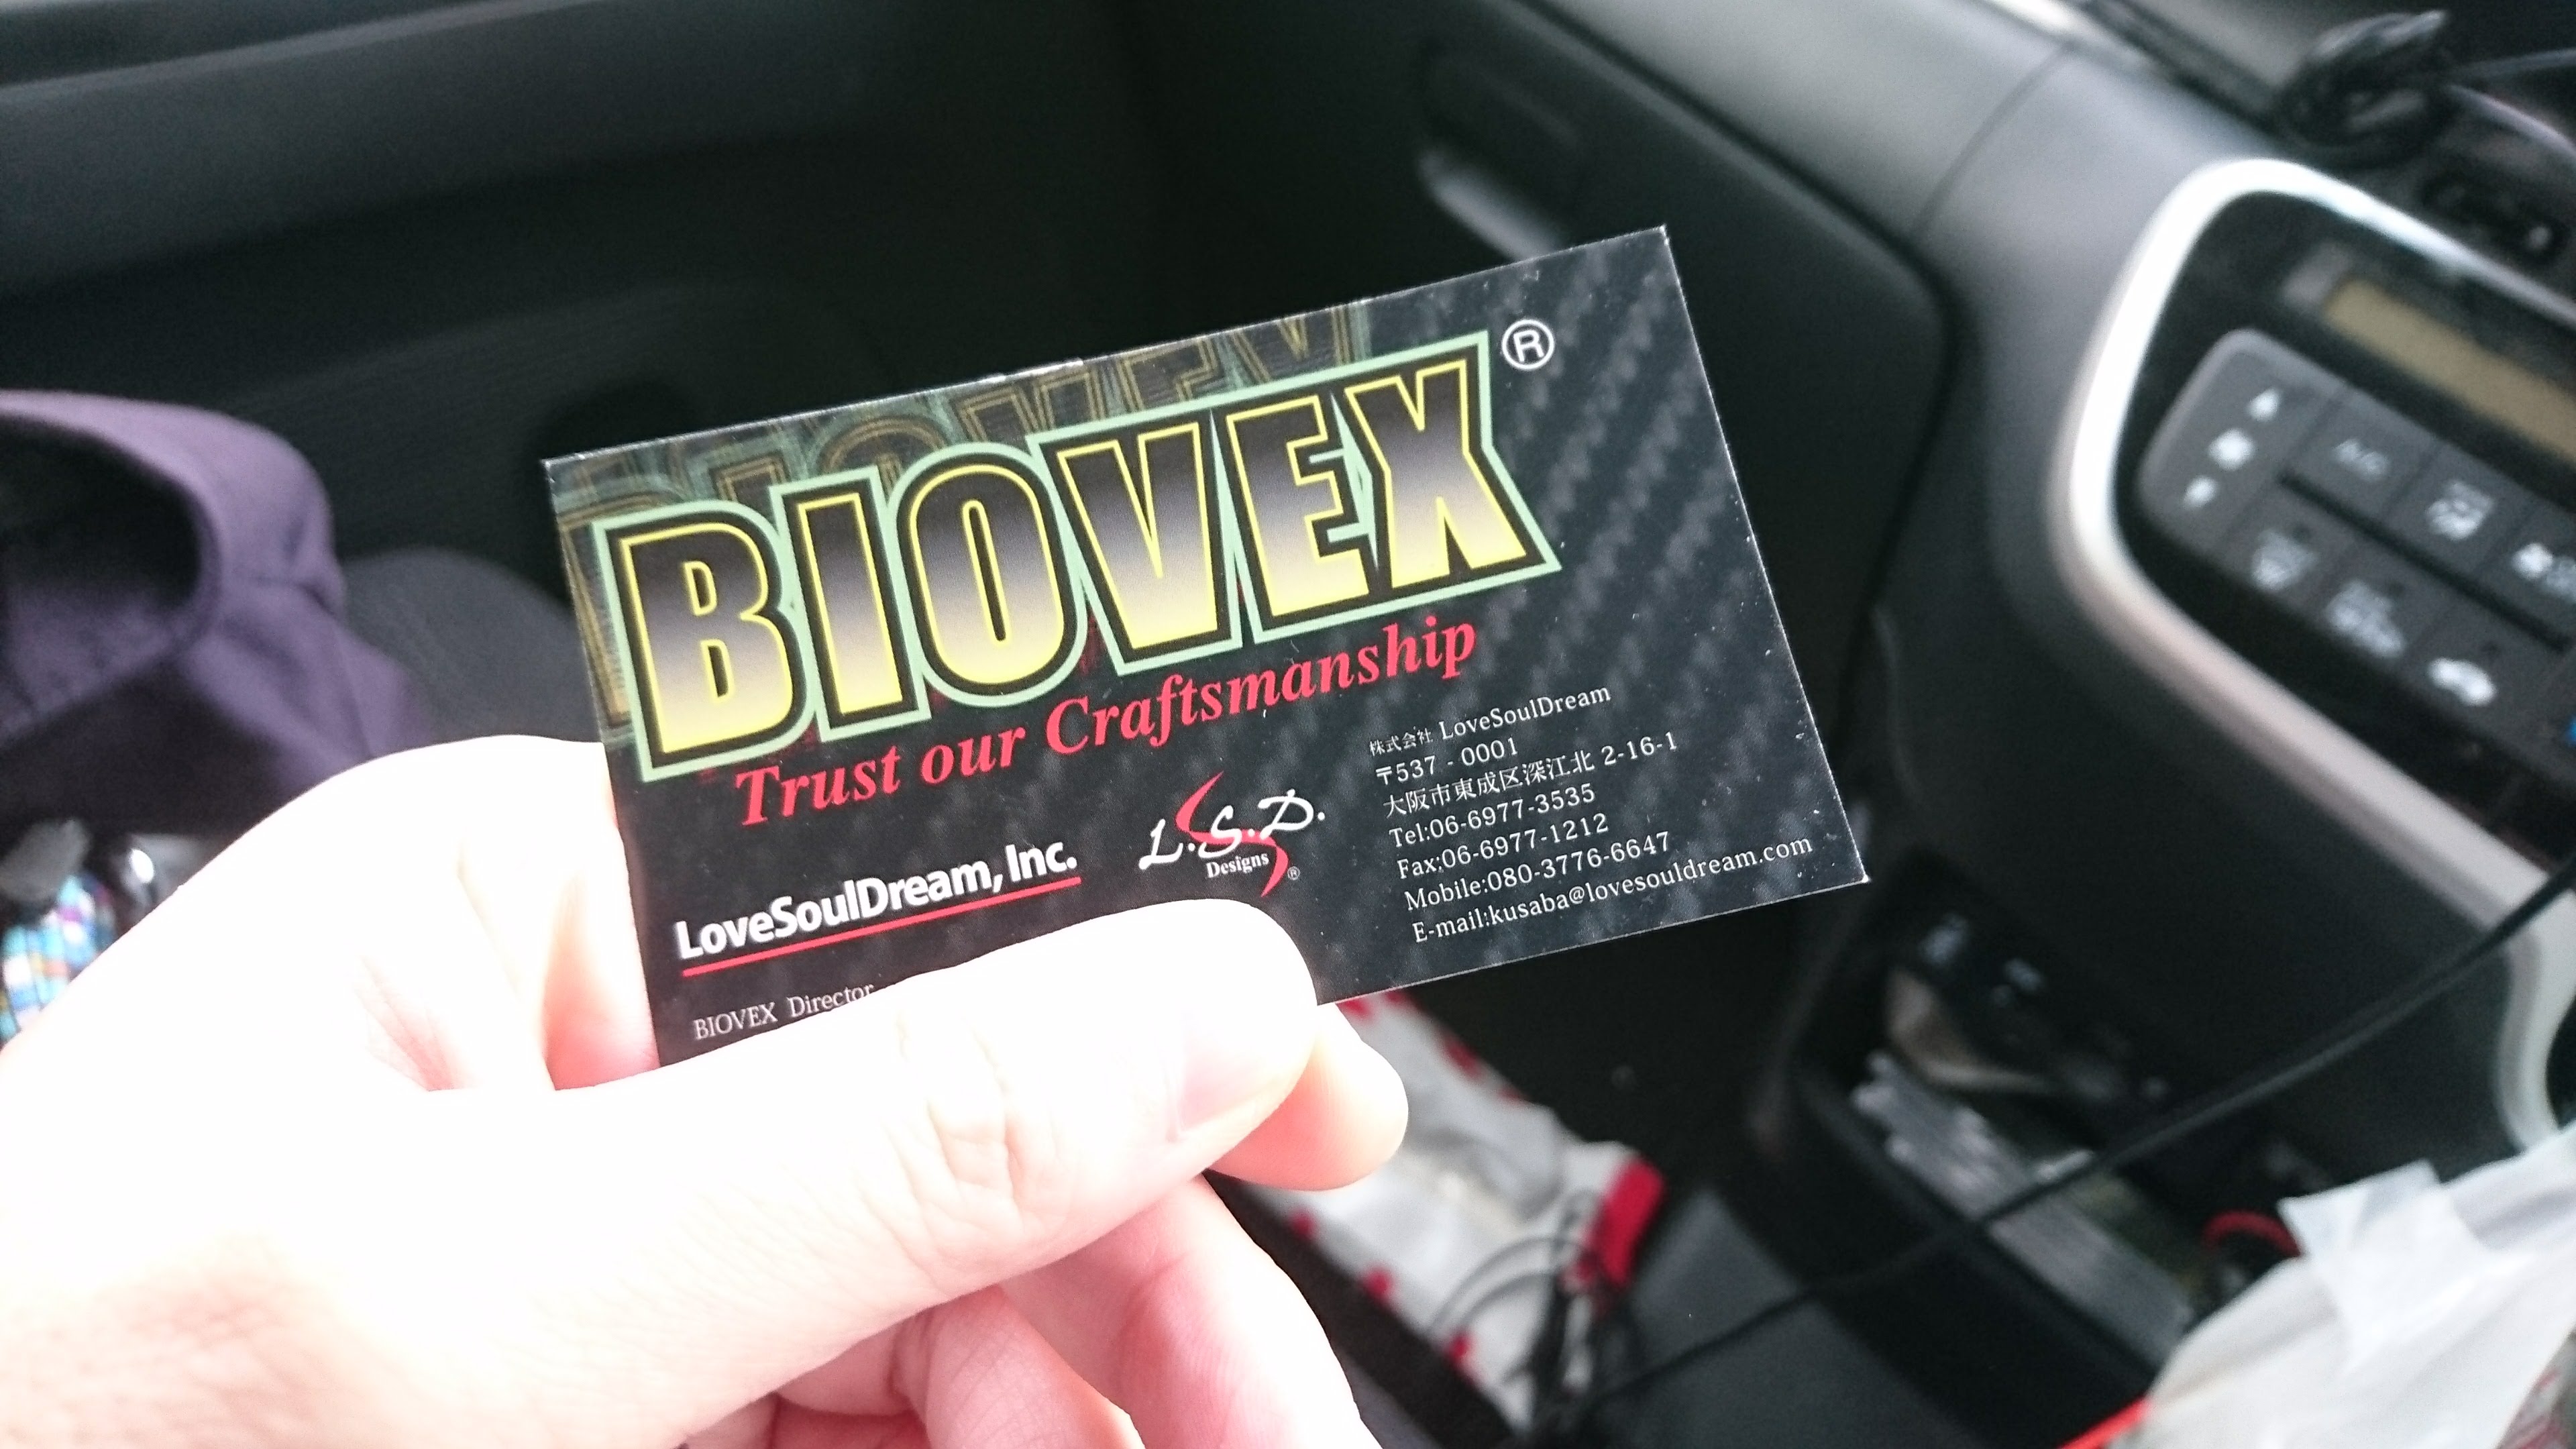 BIOVEX®
Trust our Craftsmanship
LoveSoulDream, Inc.
L.S.D.
Designs®
BIOVEX Director
株式会社 LoveSoulDream
〒537 - 0001
大阪市東成区深江北 2-16-1
Tel:06-6977-3535
Fax:06-6977-1212
Mobile:080-3776-6647
E-mail:kusaba@lovesouldream.com
A/C